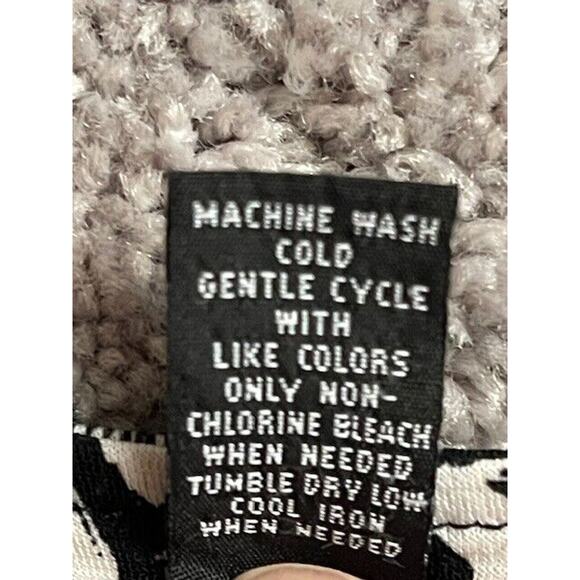 MACHINE WASH
COLD
GENTLE CYCLE
WITH
LIKE COLORS
ONLY NON-
CHLORINE BLEACH
WHEN NEEDED
TUMBLE DRY LOW
COOL IRON
WHEN NEEDED